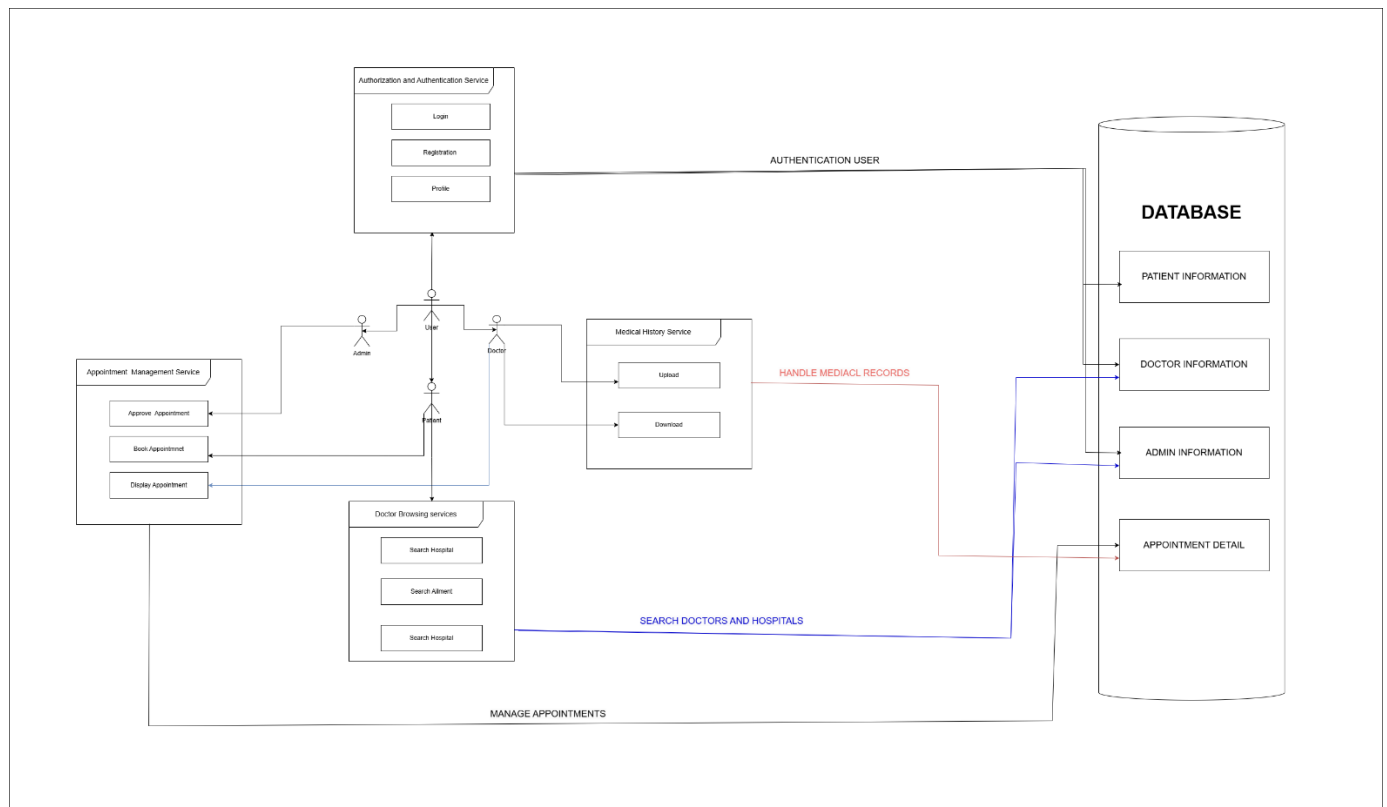 Authorization and Authentication Service
Login
Registration
Profile
AUTHENTICATION USER
DATABASE
PATIENT INFORMATION
DOCTOR INFORMATION
ADMIN INFORMATION
APPOINTMENT DETAIL
User
Admin
Doctor
Patient
Medical History Service
Upload
Download
HANDLE MEDIACL RECORDS
Appointment Management Service
Approve Appointment
Book Appointmnet
Display Appointment
Doctor Browsing services
Search Hospital
Search Ailment
Search Hospital
SEARCH DOCTORS AND HOSPITALS
MANAGE APPOINTMENTS